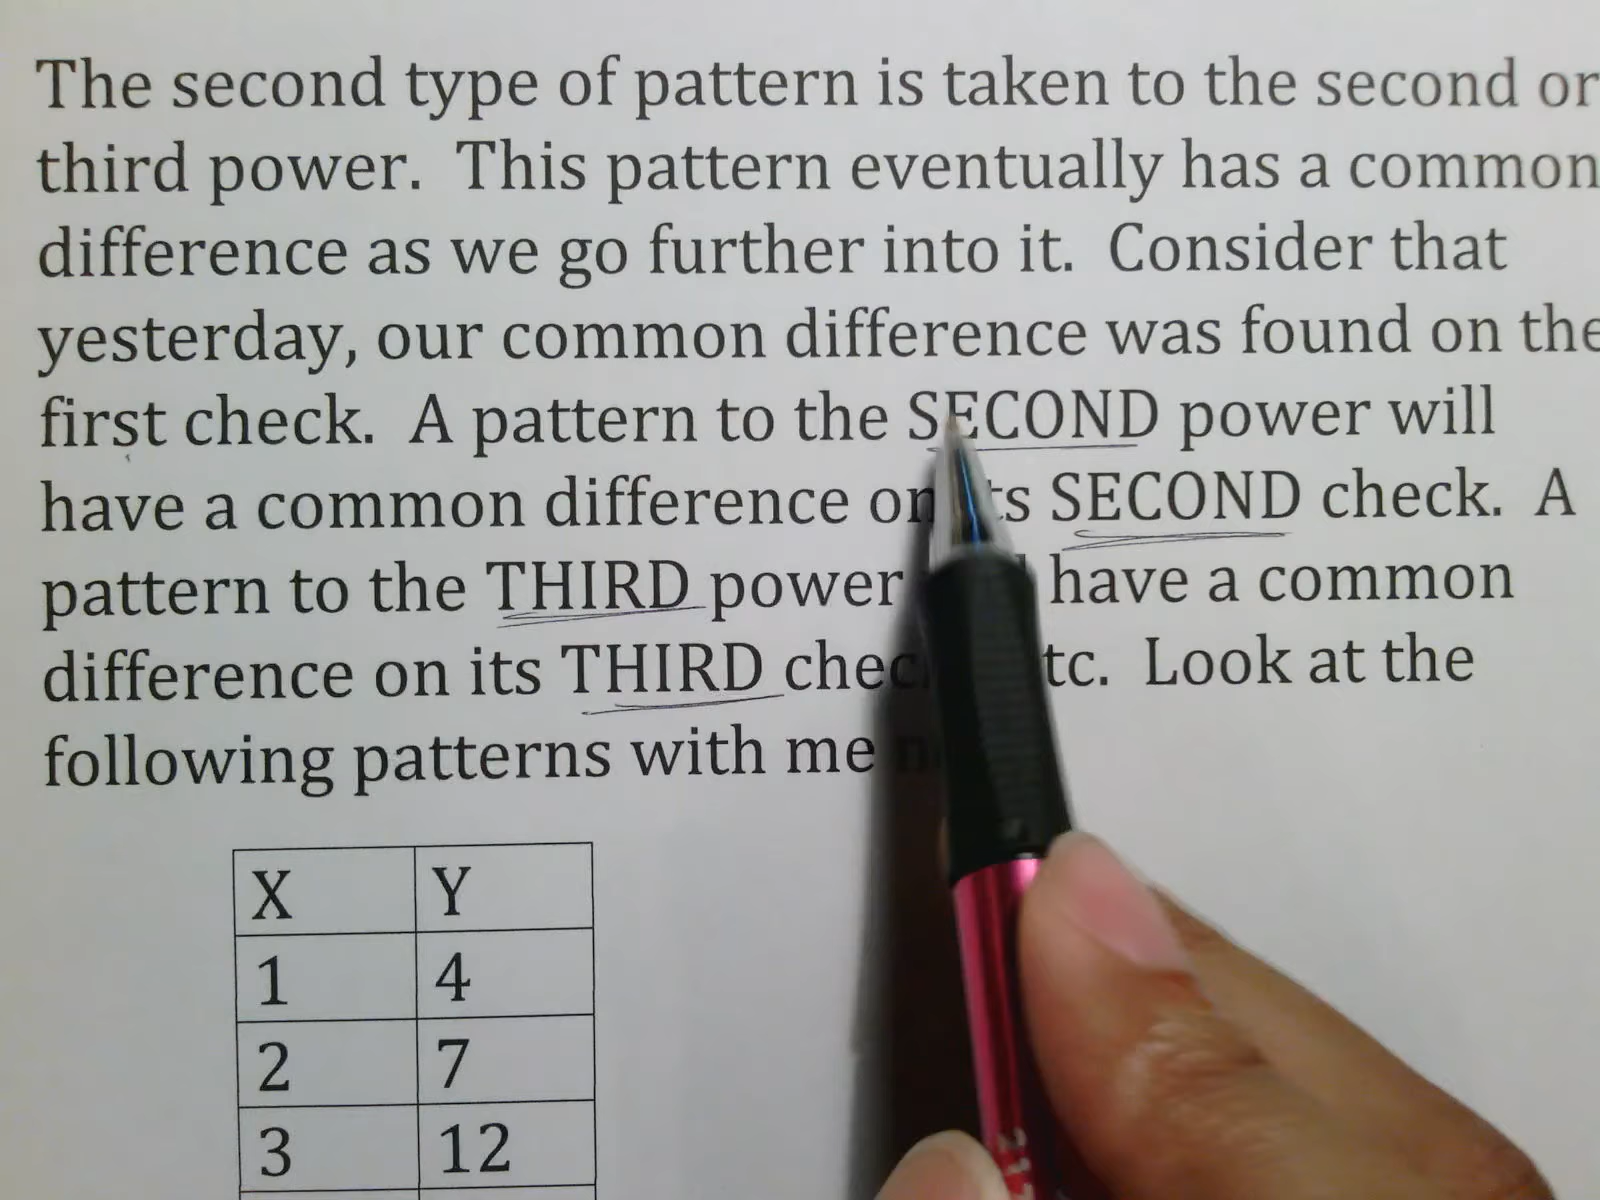 The second type of pattern is taken to the second or
third power. This pattern eventually has a common
difference as we go further into it. Consider that
yesterday, our common difference was found on the
first check. A pattern to the SECOND power will
have a common difference on SECOND check. A
pattern to the THIRD power have a common
difference on its THIRD Look at the
following patterns with me
X Y
1 4
2 7
3 12